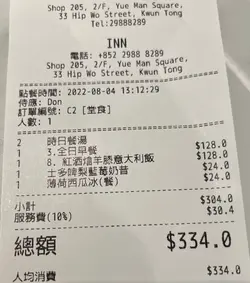 Shop 205, 2/F, Yue Man Square,
33 Hip Wo Street, Kwun Tong
Tel:29888289
INN
電話: +852 2988 8289
Shop 205, 2/F, Yue Man Square,
33 Hip Wo Street, Kwun Tong
點餐時間: 2022-08-04 13:12:29
侍應: Don
訂單編號: C2 [堂食]
人數: 1
2 時日餐湯
1 3. 全日早餐 $128.0
1 8. 紅酒燴羊膝意大利飯 $128.0
1 士多啤梨藍莓奶昔 $24.0
1 薄荷西瓜冰(餐) $24.0
小計 $304.0
服務費(10%) $30.4
總額 $334.0
人均消費 $334.0